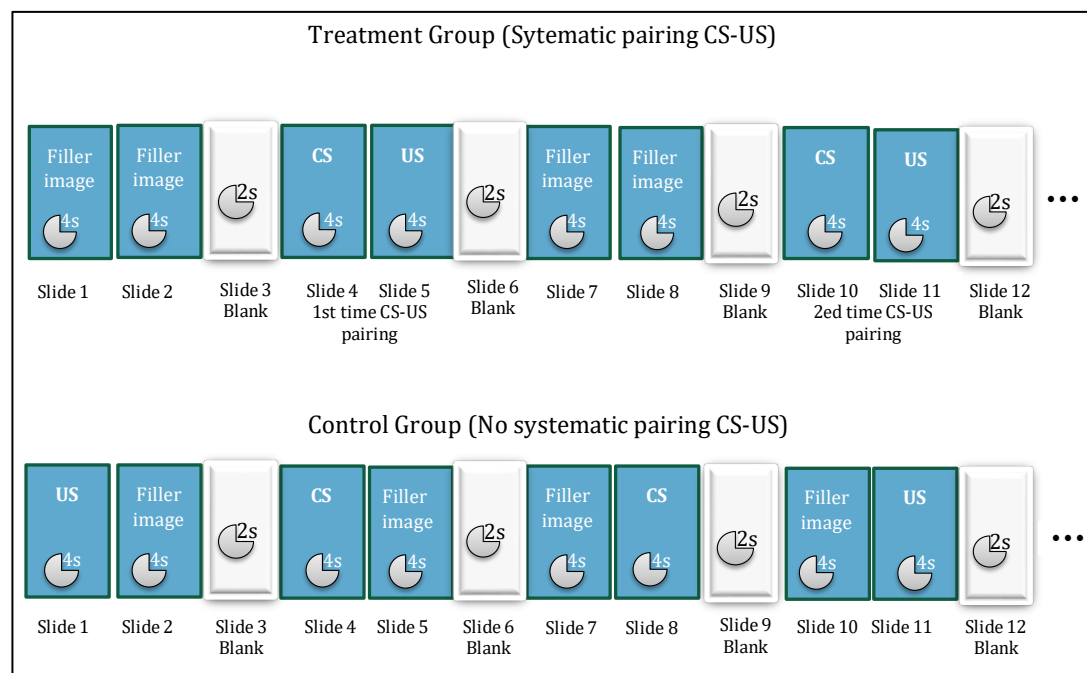 Treatment Group (Sytematic pairing CS-US)
Filler image
4s
Filler image
4s
2s
CS
4s
US
4s
2s
Filler image
4s
Filler image
4s
2s
CS
4s
US
4s
2s
...
Slide 1
Slide 2
Slide 3
Blank
Slide 4 Slide 5
1st time CS-US
pairing
Slide 6
Blank
Slide 7
Slide 8
Slide 9
Blank
Slide 10 Slide 11
2ed time CS-US
pairing
Slide 12
Blank
Control Group (No systematic pairing CS-US)
US
4s
Filler image
4s
2s
CS
4s
Filler image
4s
2s
Filler image
4s
CS
4s
2s
Filler image
4s
US
4s
2s
...
Slide 1
Slide 2
Slide 3
Blank
Slide 4
Slide 5
Slide 6
Blank
Slide 7
Slide 8
Slide 9
Blank
Slide 10
Slide 11
Slide 12
Blank